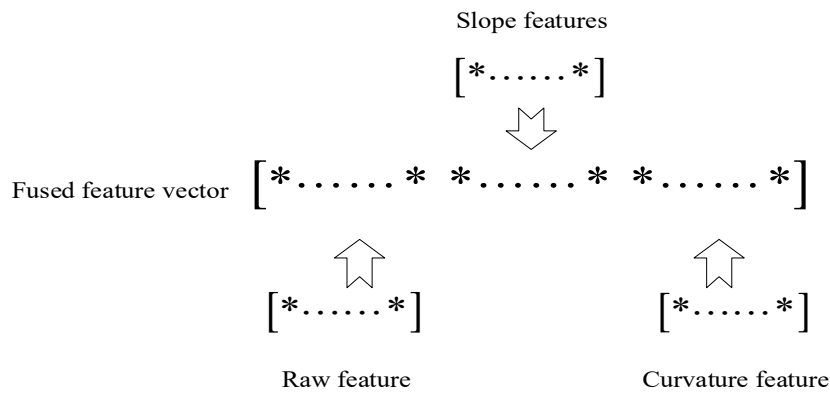 Slope features
[*......*]
Fused feature vector [*......* *......* *......*]
[*......*] [*......*]
Raw feature Curvature feature